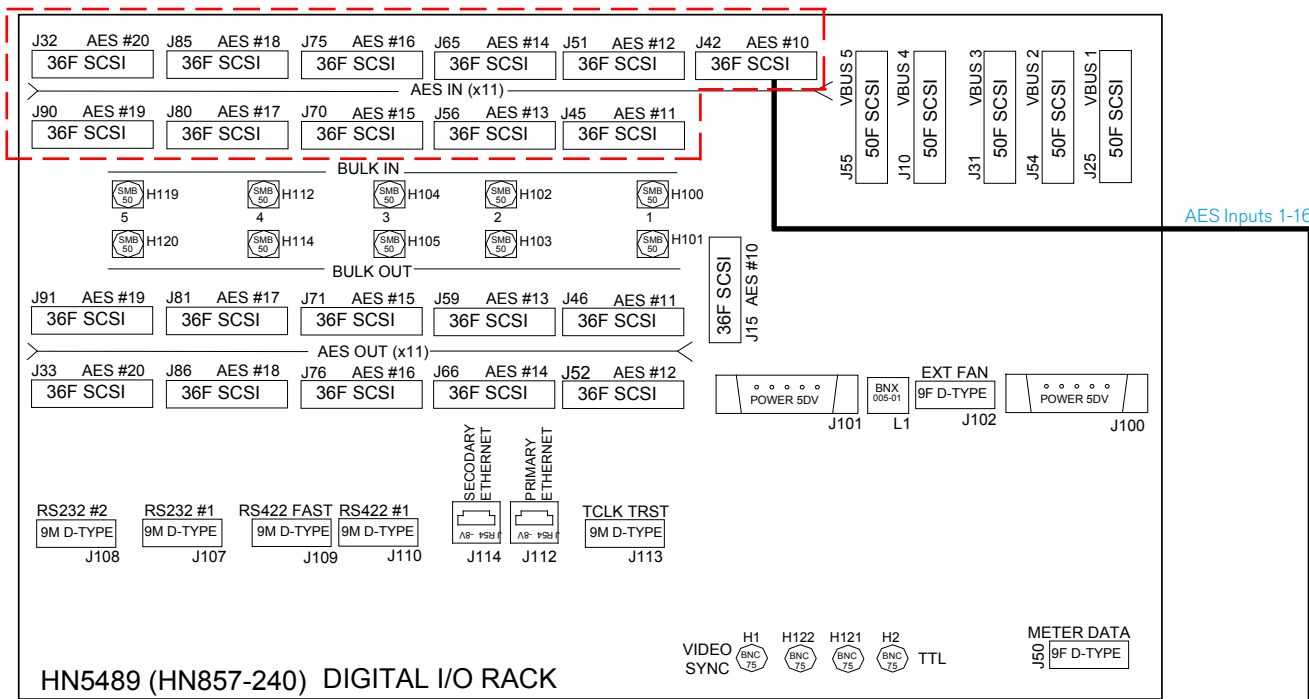 J32 AES #20 J85 AES #18 J75 AES #16 J65 AES #14 J51 AES #12 J42 AES #10
36F SCSI 36F SCSI 36F SCSI 36F SCSI 36F SCSI 36F SCSI
AES IN (x11)
J90 AES #19 J80 AES #17 J70 AES #15 J56 AES #13 J45 AES #11
36F SCSI 36F SCSI 36F SCSI 36F SCSI 36F SCSI
J55 VBUS 5 50F SCSI
J10 VBUS 4 50F SCSI
J31 VBUS 3 50F SCSI
J54 VBUS 2 50F SCSI
J25 VBUS 1 50F SCSI
AES Inputs 1-16
BULK IN
SMB 50 H119 SMB 50 H112 SMB 50 H104 SMB 50 H102 SMB 50 H100
5 4 3 2 1
SMB 50 H120 SMB 50 H114 SMB 50 H105 SMB 50 H103 SMB 50 H101
BULK OUT
36F SCSI J15 AES #10
J91 AES #19 J81 AES #17 J71 AES #15 J59 AES #13 J46 AES #11
36F SCSI 36F SCSI 36F SCSI 36F SCSI 36F SCSI
AES OUT (x11)
J33 AES #20 J86 AES #18 J76 AES #16 J66 AES #14 J52 AES #12
36F SCSI 36F SCSI 36F SCSI 36F SCSI 36F SCSI
POWER 5DV
J101
BNX
005-01
L1
EXT FAN
9F D-TYPE
J102
POWER 5DV
J100
RS232 #2
9M D-TYPE
J108
RS232 #1
9M D-TYPE
J107
RS422 FAST
9M D-TYPE
J109
RS422 #1
9M D-TYPE
J110
SECODARY
ETHERNET
J R54 -8V
J114
PRIMARY
ETHERNET
J R54 -8V
J112
TCLK TRST
9M D-TYPE
J113
VIDEO
SYNC
H1 H122 H121 H2
BNC 75 BNC 75 BNC 75 BNC 75
TTL
METER DATA
J50 9F D-TYPE
HN5489 (HN857-240) DIGITAL I/O RACK